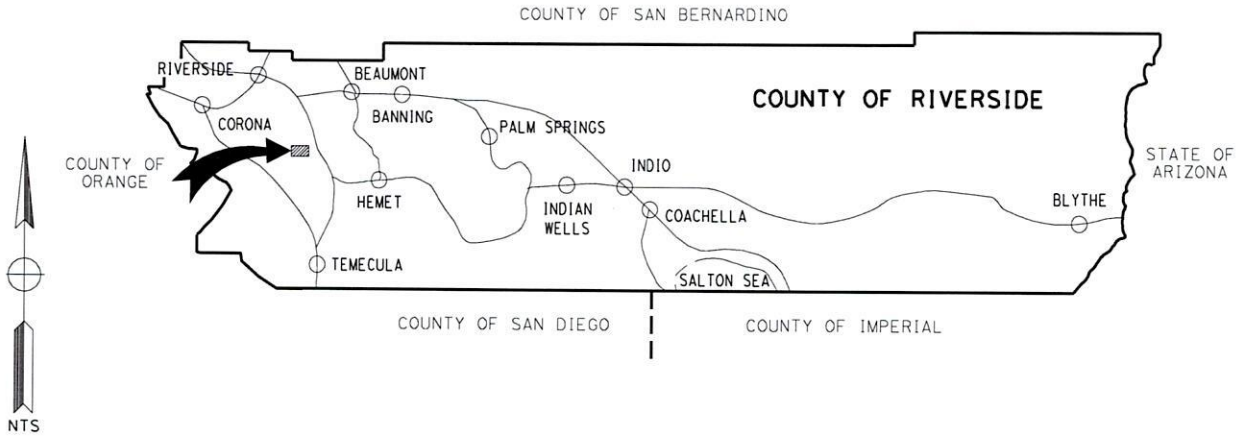 COUNTY OF SAN BERNARDINO
RIVERSIDE
BEAUMONT
COUNTY OF RIVERSIDE
BANNING
CORONA
PALM SPRINGS
COUNTY OF
ORANGE
STATE OF
ARIZONA
INDIO
HEMET
INDIAN
WELLS
COACHELLA
BLYTHE
TEMECULA
SALTON SEA
COUNTY OF SAN DIEGO
COUNTY OF IMPERIAL
NTS